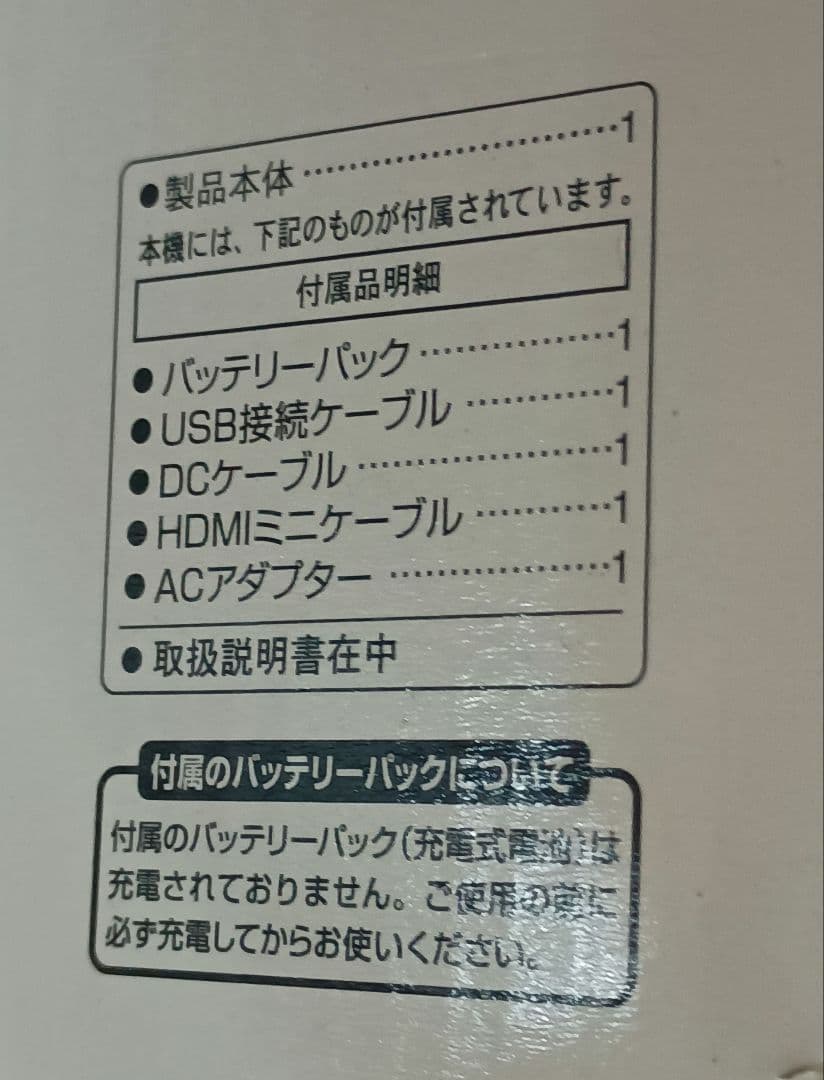 ●製品本体‥‥‥‥‥‥‥‥‥‥‥‥1
本機には、下記のものが付属されています。
付属品明細
●バッテリーパック‥‥‥‥‥‥‥‥1
●USB接続ケーブル‥‥‥‥‥‥1
●DCケーブル‥‥‥‥‥‥‥‥‥‥1
●HDMIミニケーブル‥‥‥‥‥‥1
●ACアダプター‥‥‥‥‥‥‥‥‥1
●取扱説明書在中
付属のバッテリーパックについて
付属のバッテリーパック(充電式電池)は
充電されておりません。ご使用の前に
必ず充電してからお使いください。